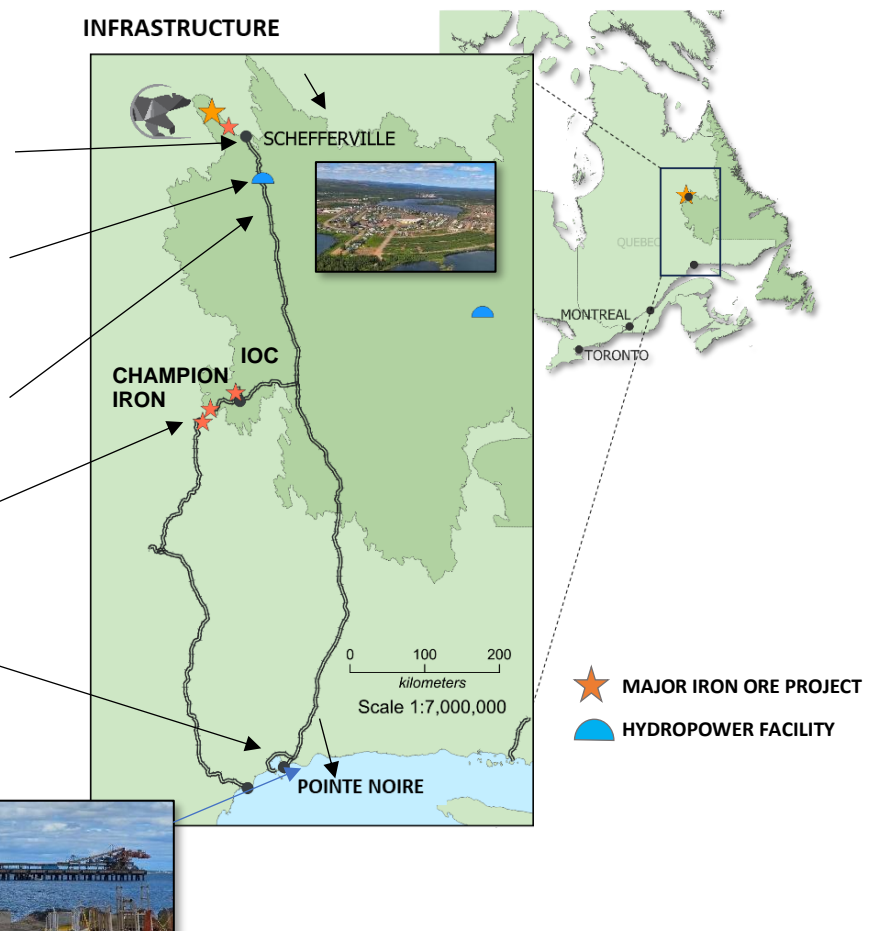 INFRASTRUCTURE
SCHEFFERVILLE
QUEBEC
MONTREAL
TORONTO
IOC
CHAMPION
IRON
0 100 200
kilometers
Scale 1:7,000,000
MAJOR IRON ORE PROJECT
HYDROPOWER FACILITY
POINTE NOIRE